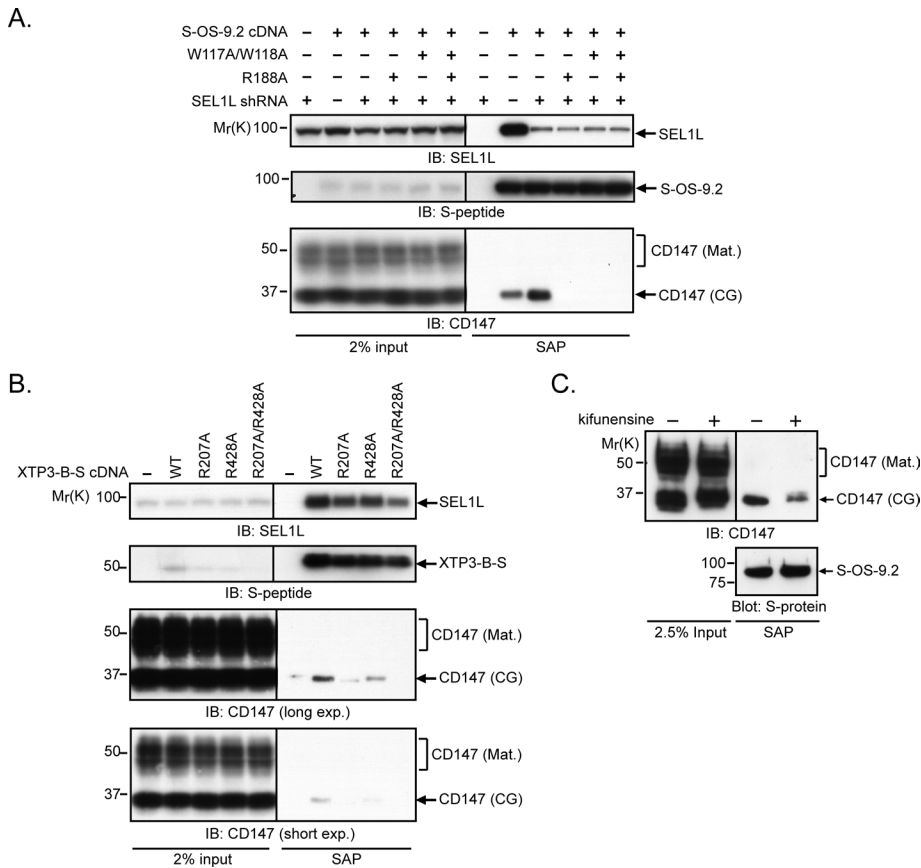 A.
S-OS-9.2 cDNA – + + + + + – + + + + +
W117A/W118A – – – – + + – – – – + +
R188A – – – + – + – – – + – +
SEL1L shRNA + – + + + + + – + + + +
Mr(K) 100 SEL1L
IB: SEL1L
100 S-OS-9.2
IB: S-peptide
50 CD147 (Mat.)
37 CD147 (CG)
IB: CD147
2% input SAP
B.
XTP3-B-S cDNA – WT R207A R428A R207A/R428A – WT R207A R428A R207A/R428A
Mr(K) 100 SEL1L
IB: SEL1L
50 XTP3-B-S
IB: S-peptide
50 CD147 (Mat.)
37 CD147 (CG)
IB: CD147 (long exp.)
50 CD147 (Mat.)
37 CD147 (CG)
IB: CD147 (short exp.)
2% input SAP
C.
kifunensine – + – +
Mr(K)
50 CD147 (Mat.)
37 CD147 (CG)
IB: CD147
100
75 S-OS-9.2
Blot: S-protein
2.5% Input SAP